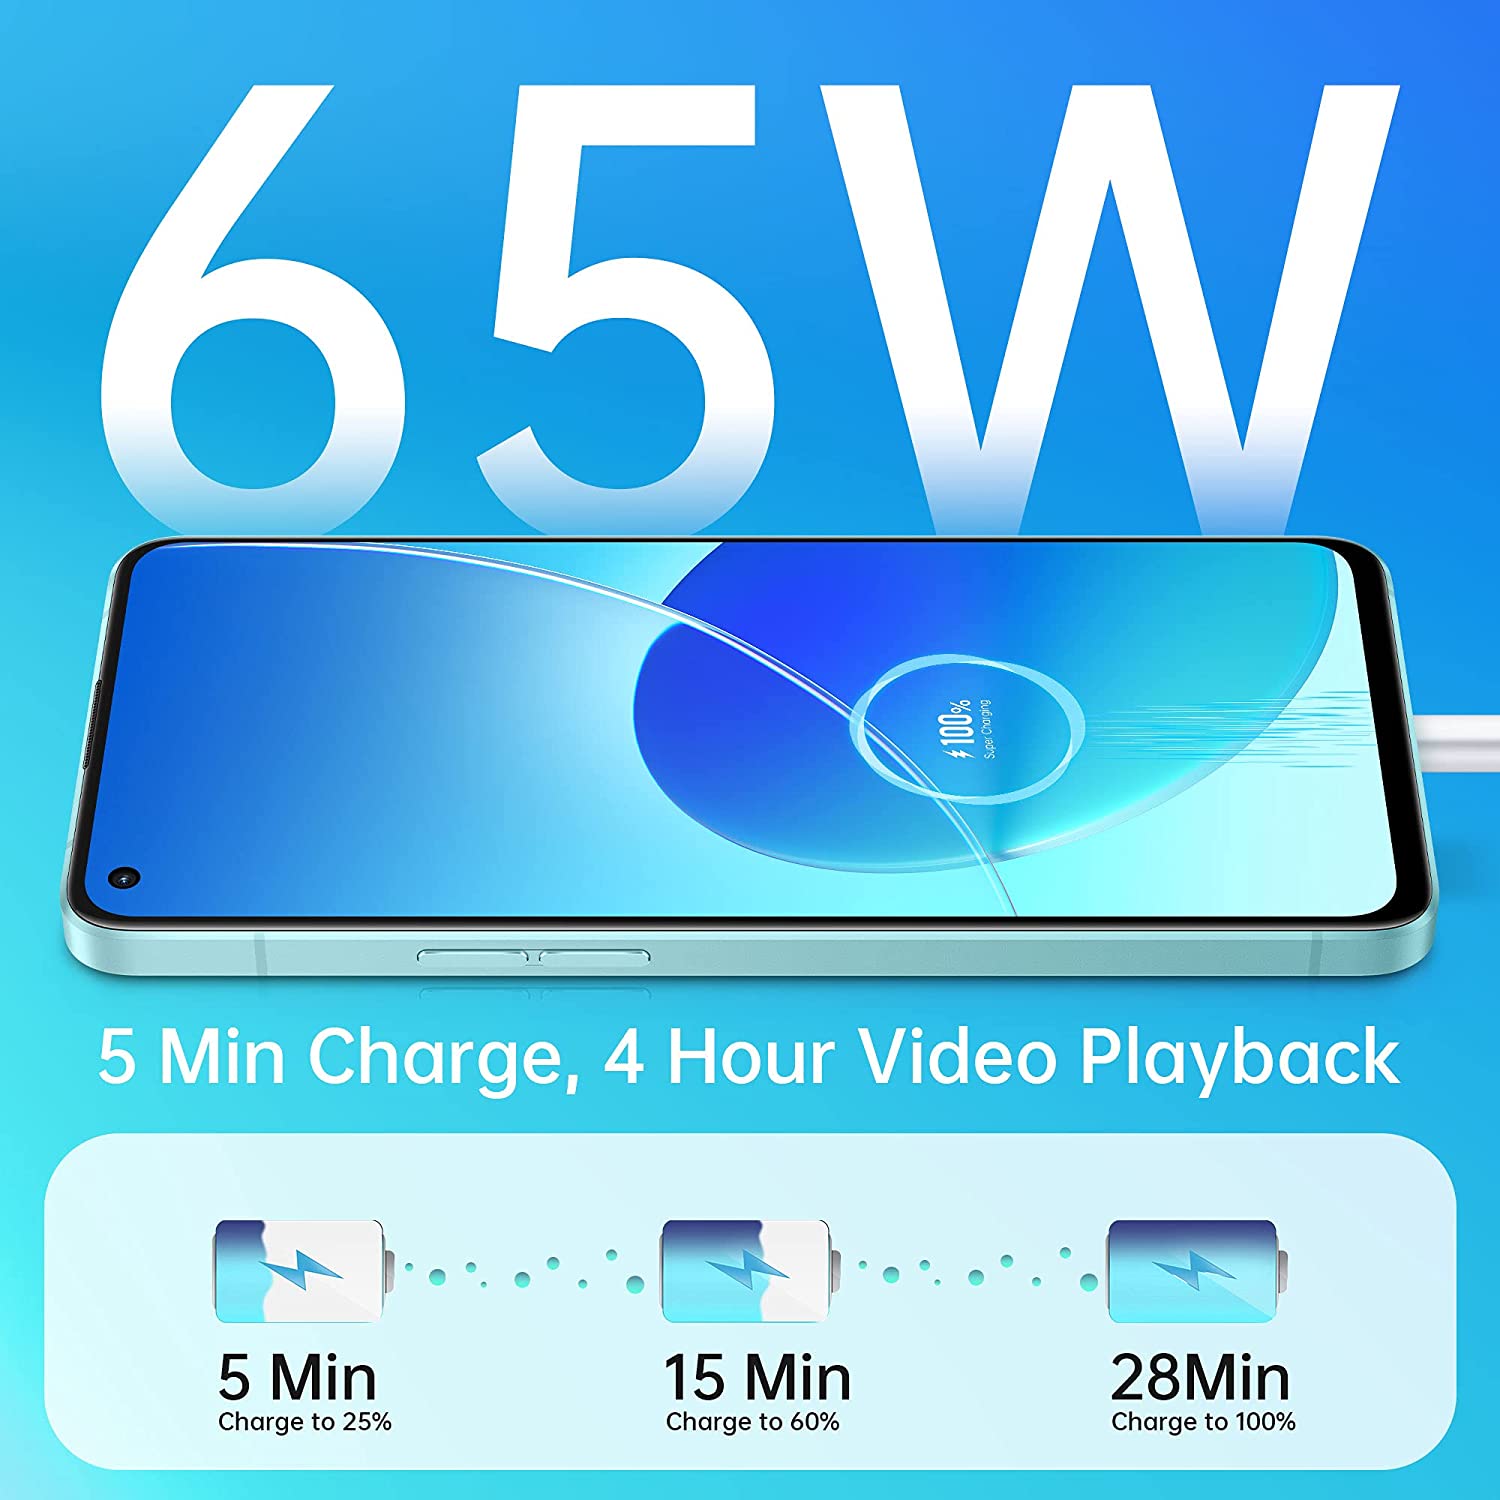 65W
100%
Super Charging
5 Min Charge, 4 Hour Video Playback
5 Min
Charge to 25%
15 Min
Charge to 60%
28Min
Charge to 100%